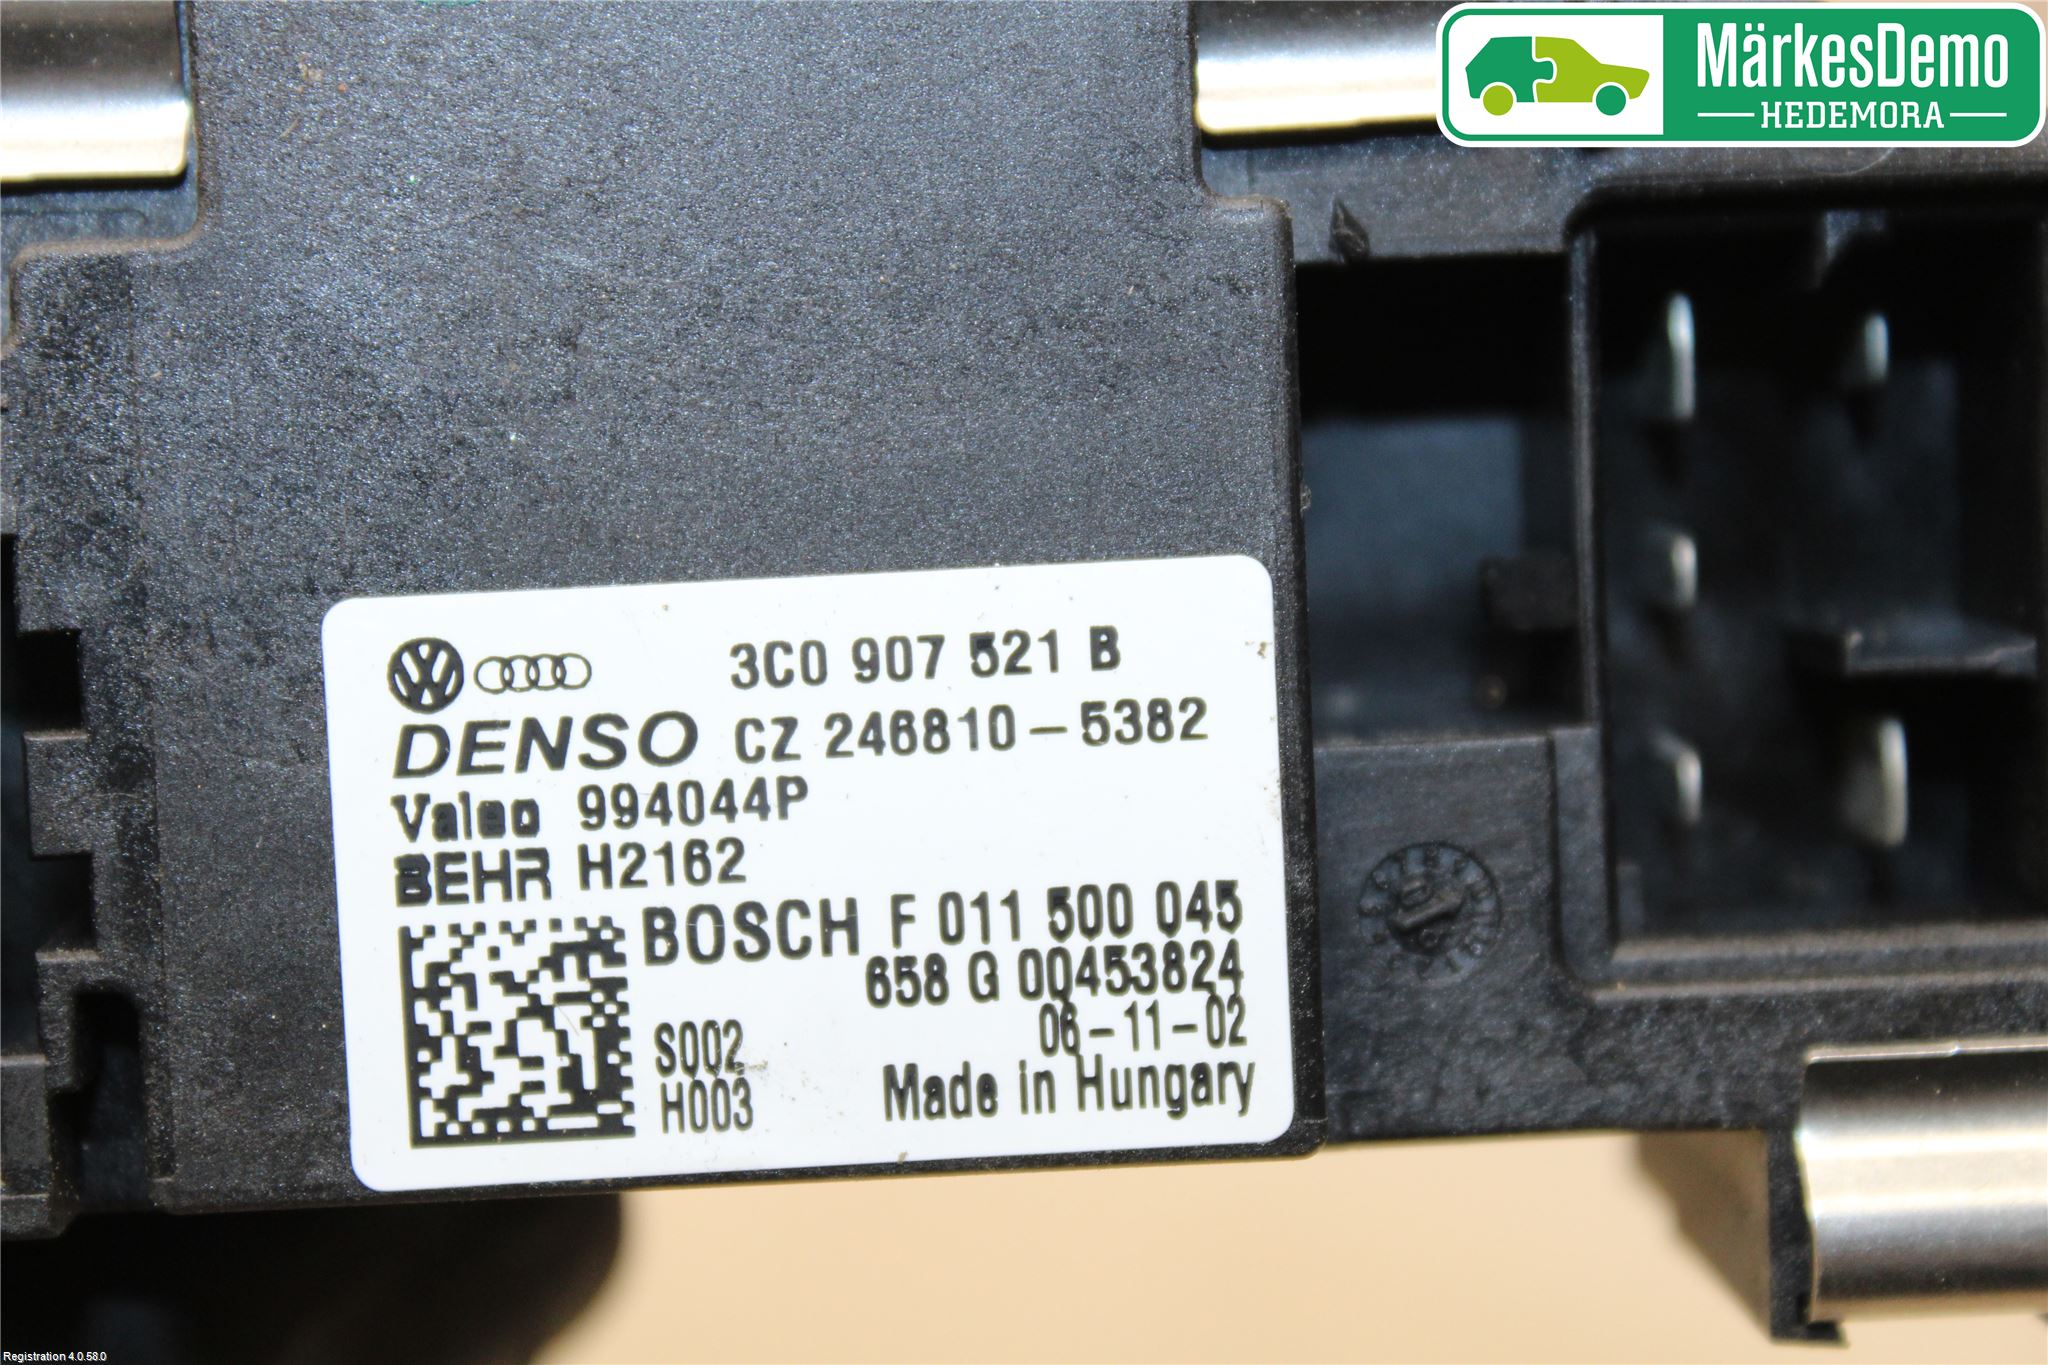 MärkesDemo
HEDEMORA
3C0 907 521 B
DENSO CZ 246810-5382
Valeo 994044P
BEHR H2162
BOSCH F 011 500 045
658 G 00453824
S002 06-11-02
H003 Made in Hungary
Registration 4.0.58.0